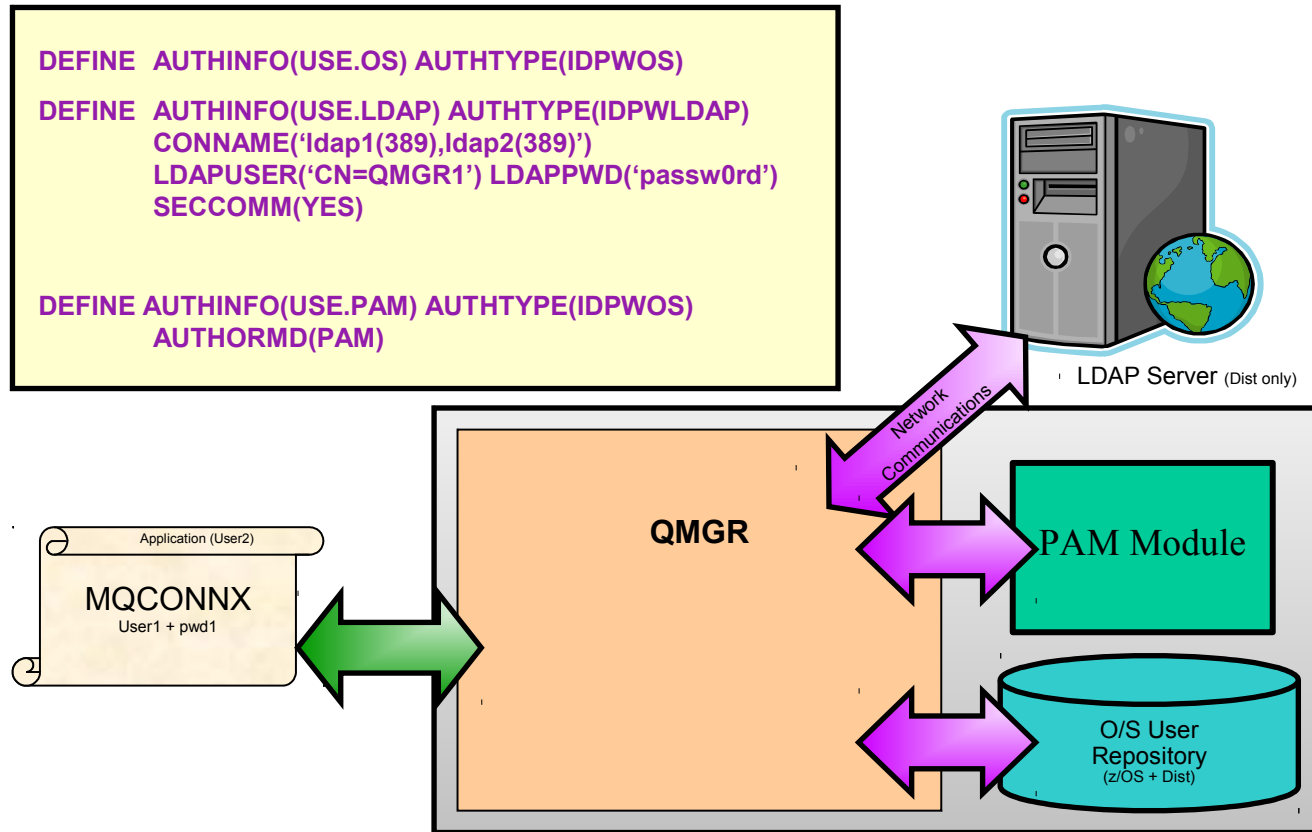 DEFINE AUTHINFO(USE.OS) AUTHTYPE(IDPWOS)
DEFINE AUTHINFO(USE.LDAP) AUTHTYPE(IDPWLDAP)
CONNAME(‘ldap1(389),ldap2(389)’)
LDAPUSER(‘CN=QMGR1’) LDAPPWD(‘passw0rd’)
SECCOMM(YES)
DEFINE AUTHINFO(USE.PAM) AUTHTYPE(IDPWOS)
AUTHORMD(PAM)
LDAP Server (Dist only)
Network
Communications
QMGR
PAM Module
Application (User2)
MQCONNX
User1 + pwd1
O/S User
Repository
(z/OS + Dist)